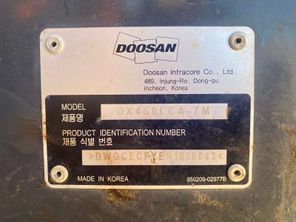 DOOSAN
Doosan Infracore Co., Ltd.
489, Injung-Ro, Dong-gu,
Incheon, Korea
MODEL
제품명
DX450LCA-7M
PRODUCT IDENTIFICATION NUMBER
제품 식별 번호
MADE IN KOREA
950209-02977B